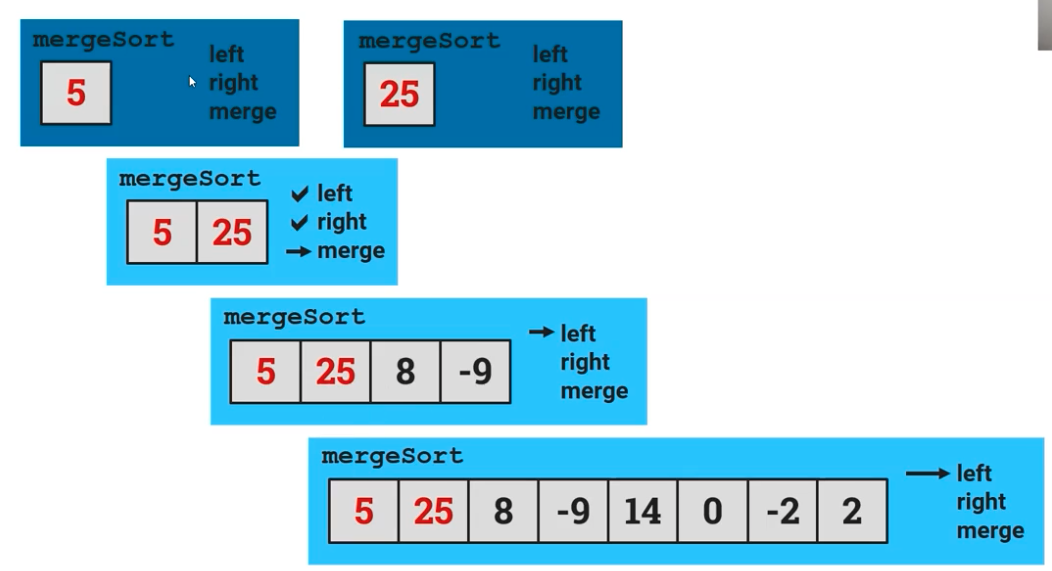 mergeSort
5
left
right
merge
mergeSort
25
left
right
merge
mergeSort
5 25
✔ left
✔ right
→ merge
mergeSort
5 25 8 -9
→ left
right
merge
mergeSort
5 25 8 -9 14 0 -2 2
→ left
right
merge